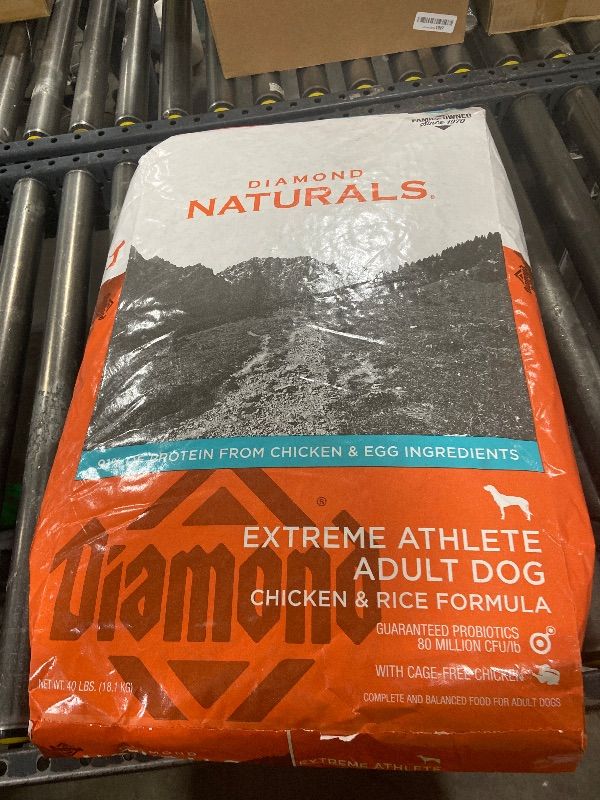 FAMILY OWNED
Since 1970
DIAMOND
NATURALS®
PROTEIN FROM CHICKEN & EGG INGREDIENTS
Diamond ®
EXTREME ATHLETE
ADULT DOG
CHICKEN & RICE FORMULA
GUARANTEED PROBIOTICS
80 MILLION CFU/lb
WITH CAGE-FREE CHICKEN
NET WT. 40 LBS. (18.1 KG)
COMPLETE AND BALANCED FOOD FOR ADULT DOGS
DIAMOND
EXTREME ATHLETE